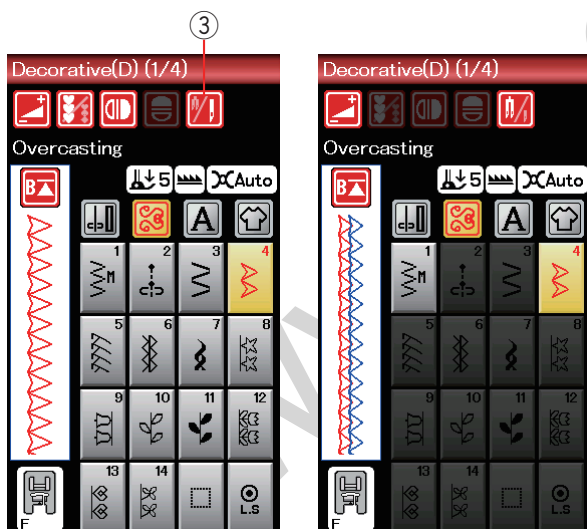 ③
Decorative(D) (1/4)
Overcasting
B 5 Auto
A
1 2 3 4
M
5 6 7 8
9 10 11 12
13 14
L.S
F
Decorative(D) (1/4)
Overcasting
B 5 Auto
A
1 2 3 4
M
5 6 7 8
9 10 11 12
13 14
L.S
F